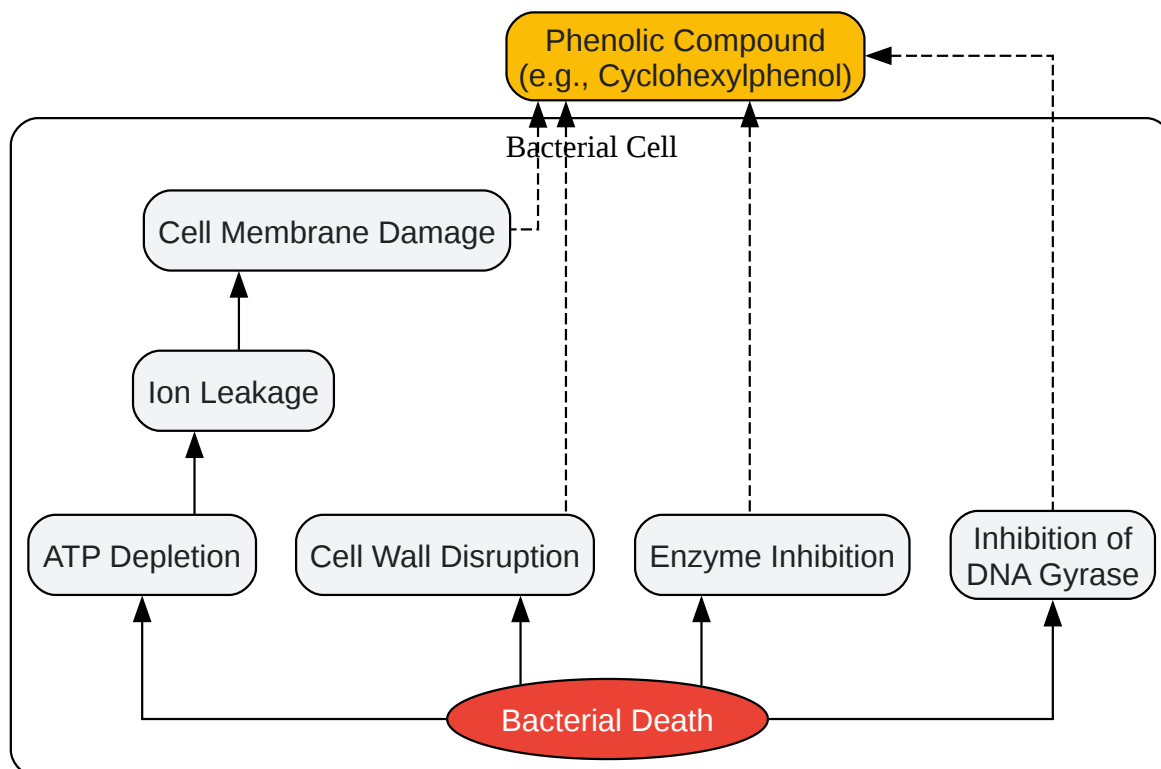 Phenolic Compound
(e.g., Cyclohexylphenol)
Bacterial Cell
Cell Membrane Damage
Ion Leakage
ATP Depletion
Cell Wall Disruption
Enzyme Inhibition
Inhibition of
DNA Gyrase
Bacterial Death